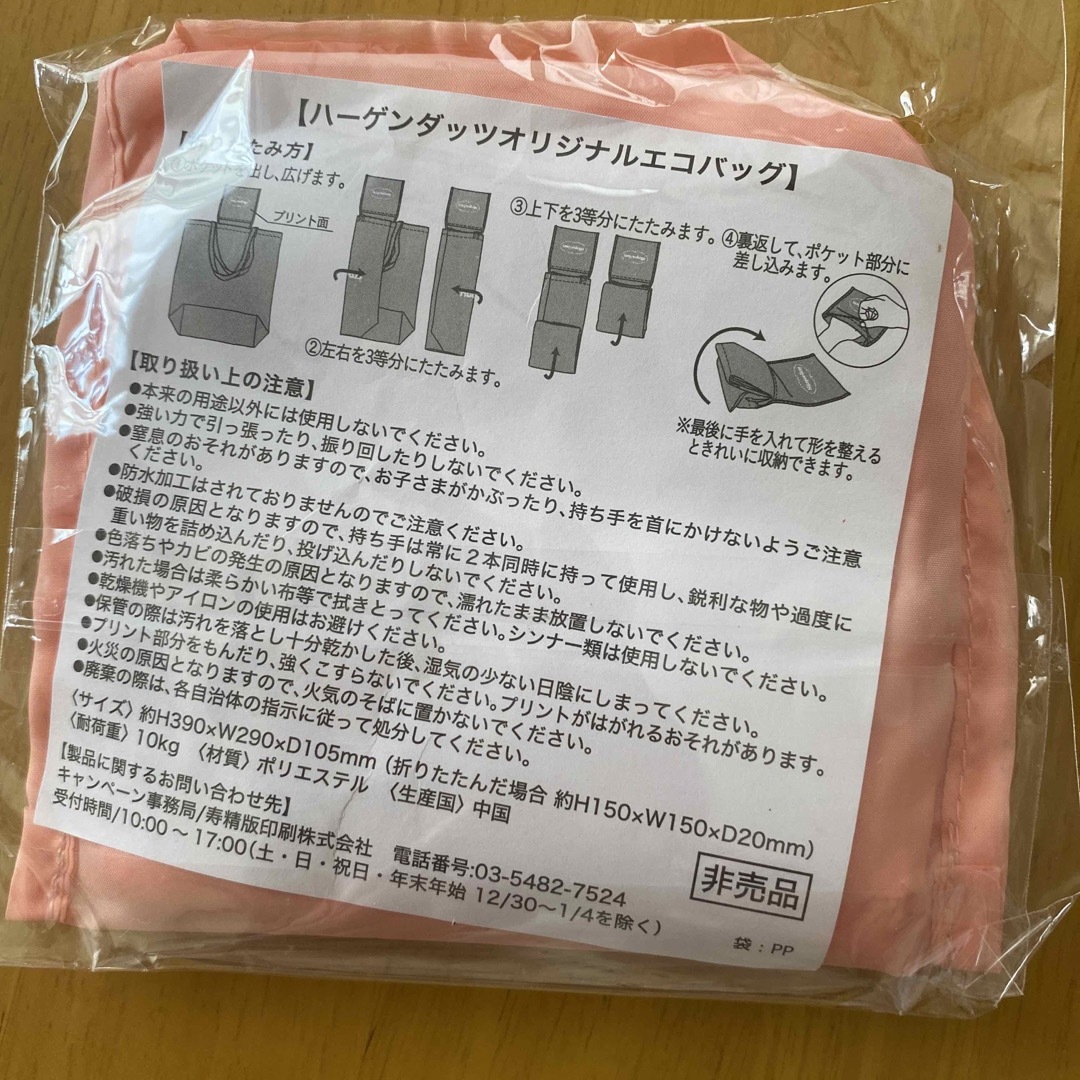 【ハーゲンダッツオリジナルエコバッグ】
たみ方】
ポケットを出し、広げます。
プリント面
②左右を3等分にたたみます。
③上下を3等分にたたみます。
④裏返して、ポケット部分に
差し込みます。
※最後に手を入れて形を整える
ときれいに収納できます。
【取り扱い上の注意】
●本来の用途以外には使用しないでください。
●強い力で引っ張ったり、振り回したりしないでください。
●窒息のおそれがありますので、お子さまがかぶったり、持ち手を首にかけないようご注意
ください。
●防水加工はされておりませんのでご注意ください。
●破損の原因となりますので、持ち手は常に2本同時に持って使用し、鋭利な物や過度に
重い物を詰め込んだり、投げ込んだりしないでください。
●色落ちやカビの発生の原因となりますので、濡れたまま放置しないでください。
●汚れた場合は柔らかい布等で拭きとってください。シンナー類は使用しないでください。
●乾燥機やアイロンの使用はお避けください。
●保管の際は汚れを落とし十分乾かした後、湿気の少ない日陰にしまってください。
●プリント部分をもんだり、強くこすらないでください。プリントがはがれるおそれがあります。
●火災の原因となりますので、火気のそばに置かないでください。
●廃棄の際は、各自治体の指示に従って処分してください。
〈サイズ〉約H390×W290×D105mm（折りたたんだ場合 約H150×W150×D20mm）
〈耐荷重〉10kg 〈材質〉ポリエステル 〈生産国〉中国
【製品に関するお問い合わせ先】
キャンペーン事務局/寿精版印刷株式会社 電話番号:03-5482-7524
受付時間/10:00～17:00（土・日・祝日・年末年始 12/30～1/4を除く）
非売品
袋：PP